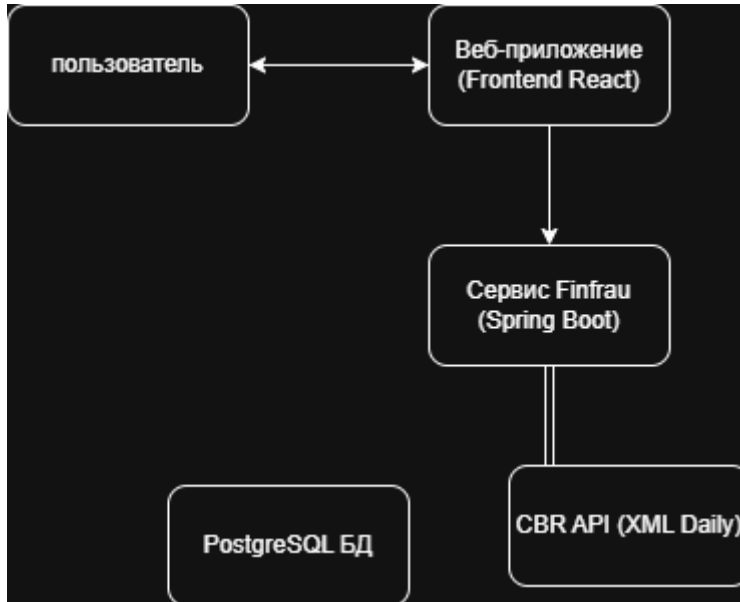 пользователь
Веб-приложение
(Frontend React)
Сервис Finfrau
(Spring Boot)
CBR API (XML Daily)
PostgreSQL БД